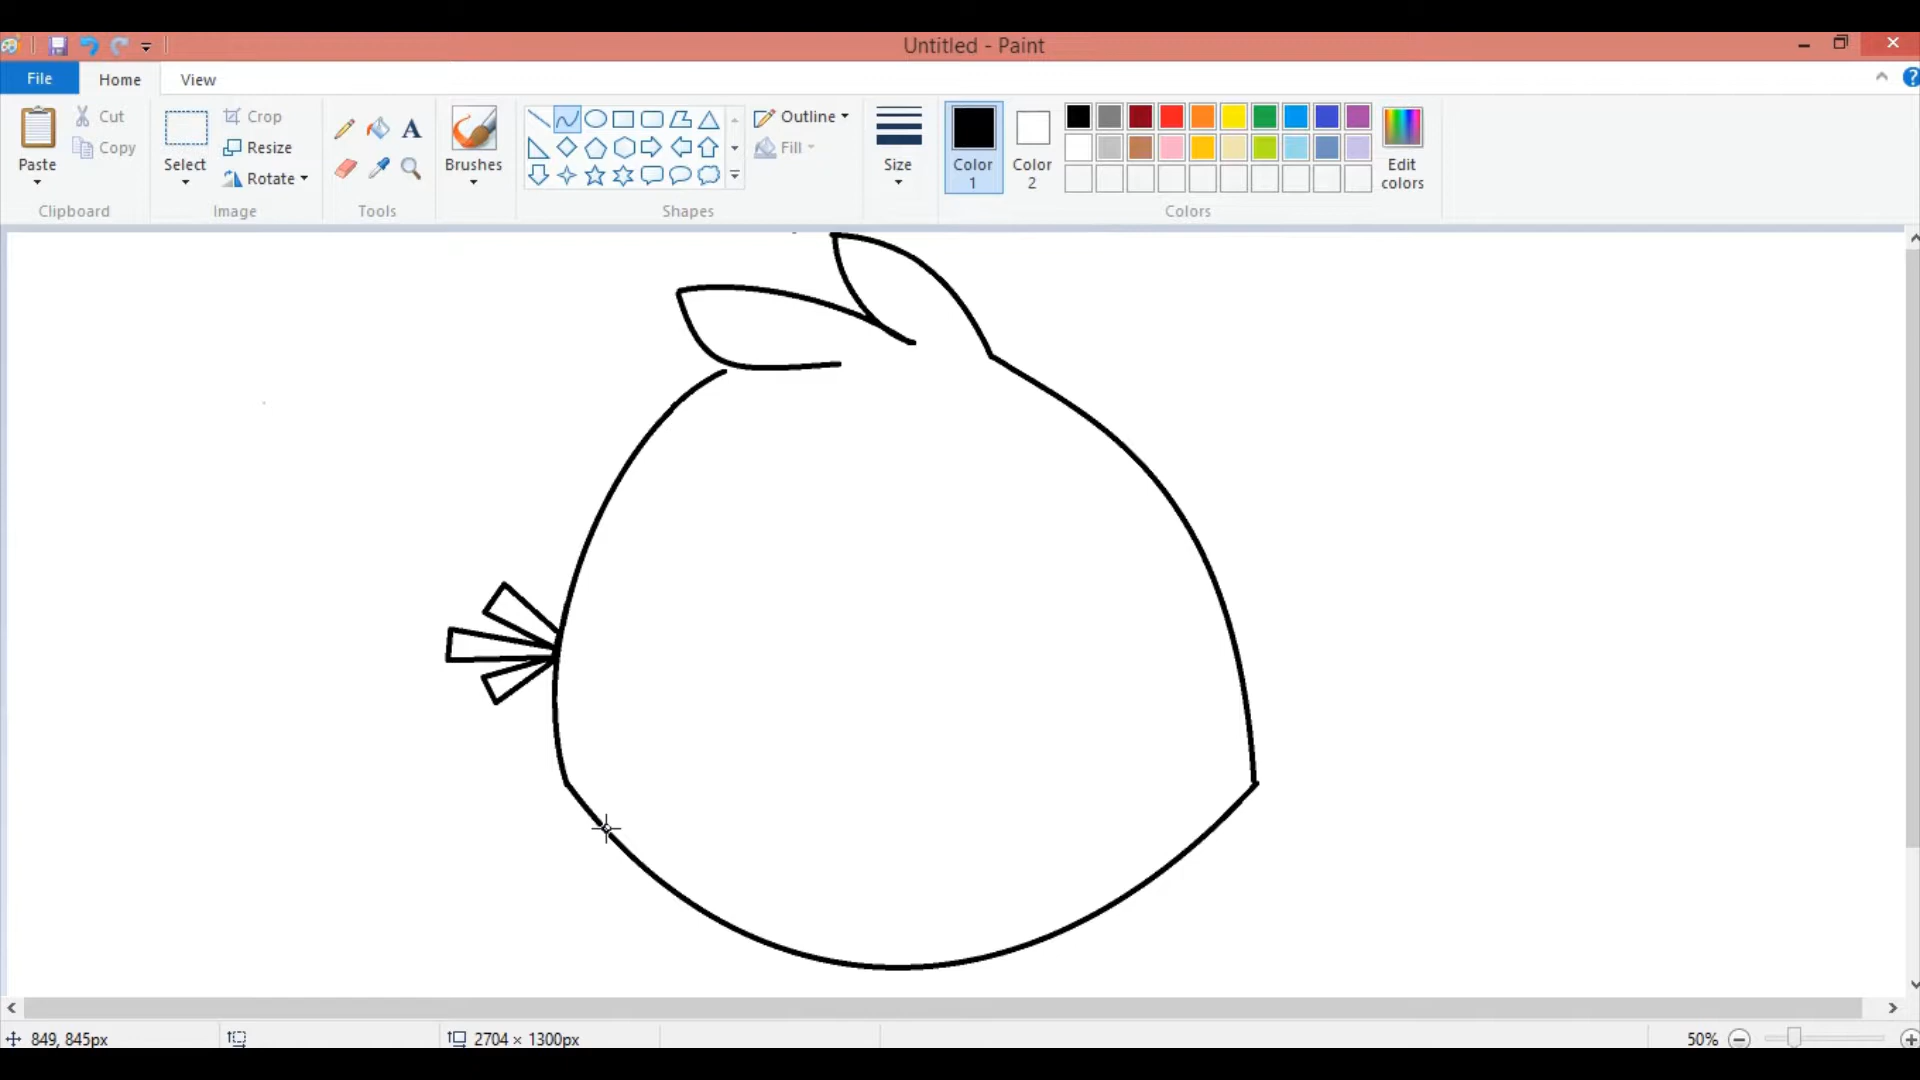 Untitled - Paint
File Home View
Paste
Cut
Copy
Clipboard
Select
Crop
Resize
Rotate
Image
A
Tools
Brushes
Shapes
Outline
Fill
Size
Color
1
Color
2
Edit
colors
Colors
849, 845px
2704 × 1300px
50%